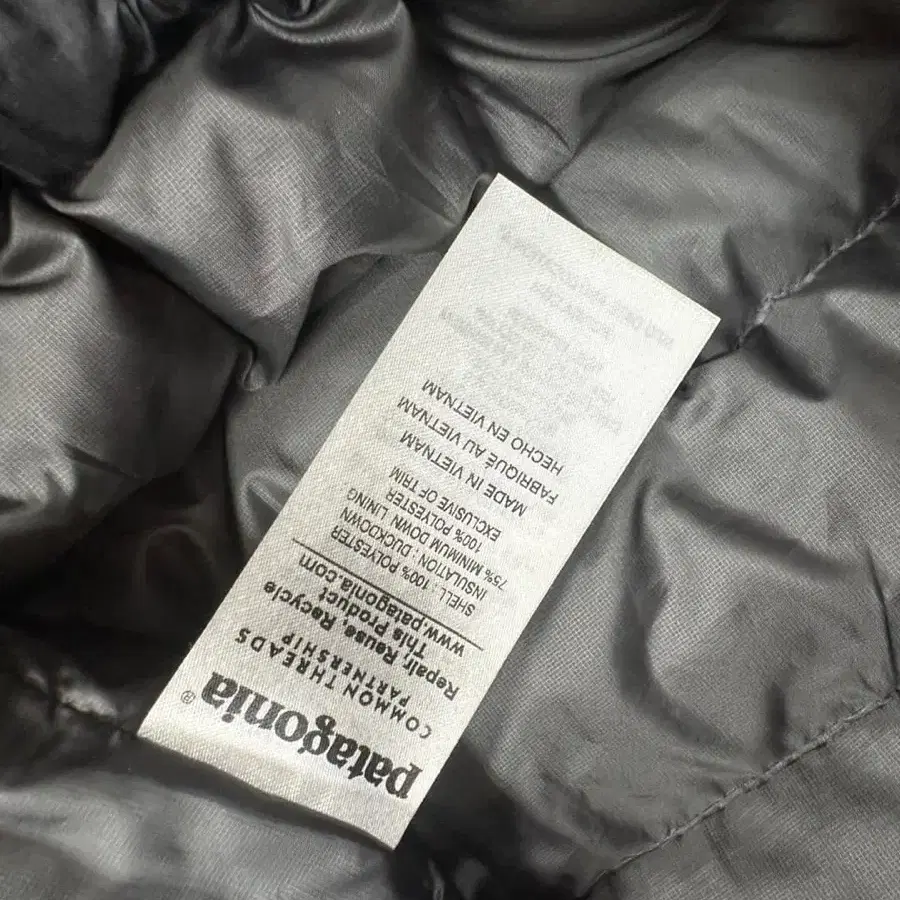 patagonia®
COMMON THREADS
PARTNERSHIP
Repair, Reuse, Recycle
This Product
www.patagonia.com
SHELL - 100% POLYESTER
INSULATION : DUCKDOWN
75% MINIMUM DOWN. LINING
100% POLYESTER
EXCLUSIVE OF TRIM
MADE IN VIETNAM
FABRIQUÉ AU VIETNAM
HECHO EN VIETNAM